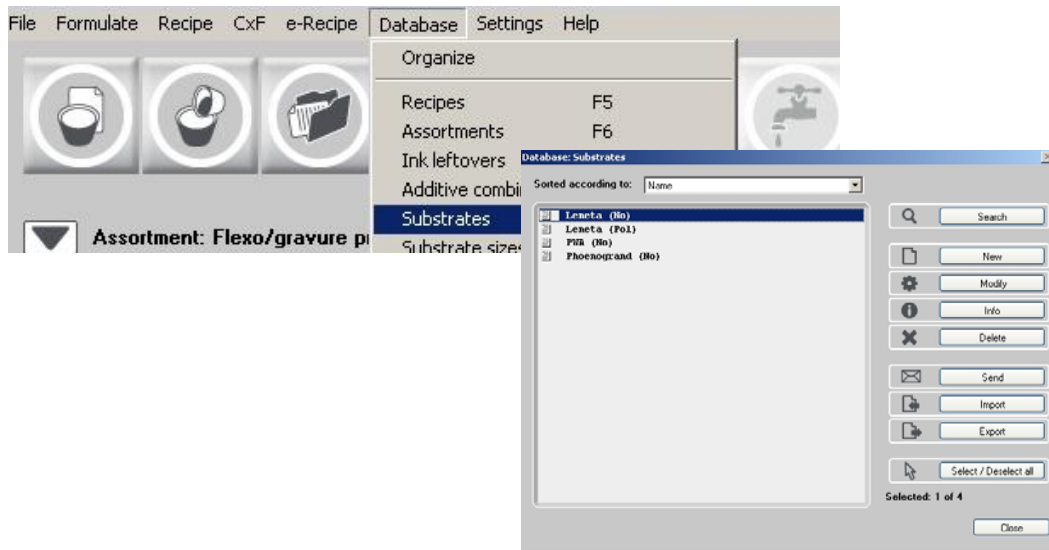 File Formulate Recipe CxF e-Recipe Database Settings Help
Organize
Recipes F5
Assortments F6
Ink leftovers
Additive combi
Substrates
Substrate sizes
Assortment: Flexo/gravure p
Database: Substrates
Sorted according to: Name
Leneta (No)
Leneta (Pol)
PWA (No)
Phoenogrand (No)
Search
New
Modify
Info
Delete
Send
Import
Export
Select / Deselect all
Selected: 1 of 4
Close